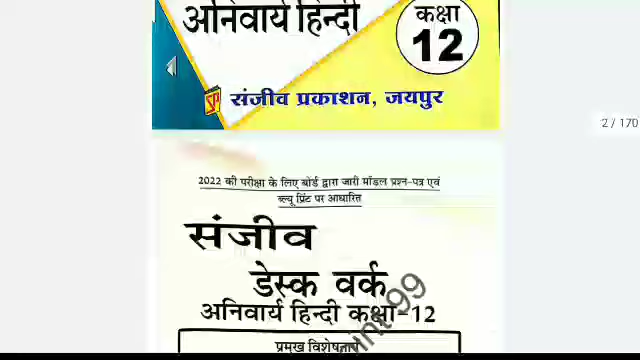 अनिवार्य हिन्दी
कक्षा
12
संजीव प्रकाशन, जयपुर
2 / 170
2022 की परीक्षा के लिए बोर्ड द्वारा जारी मॉडल प्रश्न-पत्र एवं
ब्ल्यू प्रिंट पर आधारित
संजीव
डेस्क वर्क
अनिवार्य हिन्दी कक्षा-12
प्रमुख विशेषताएँ